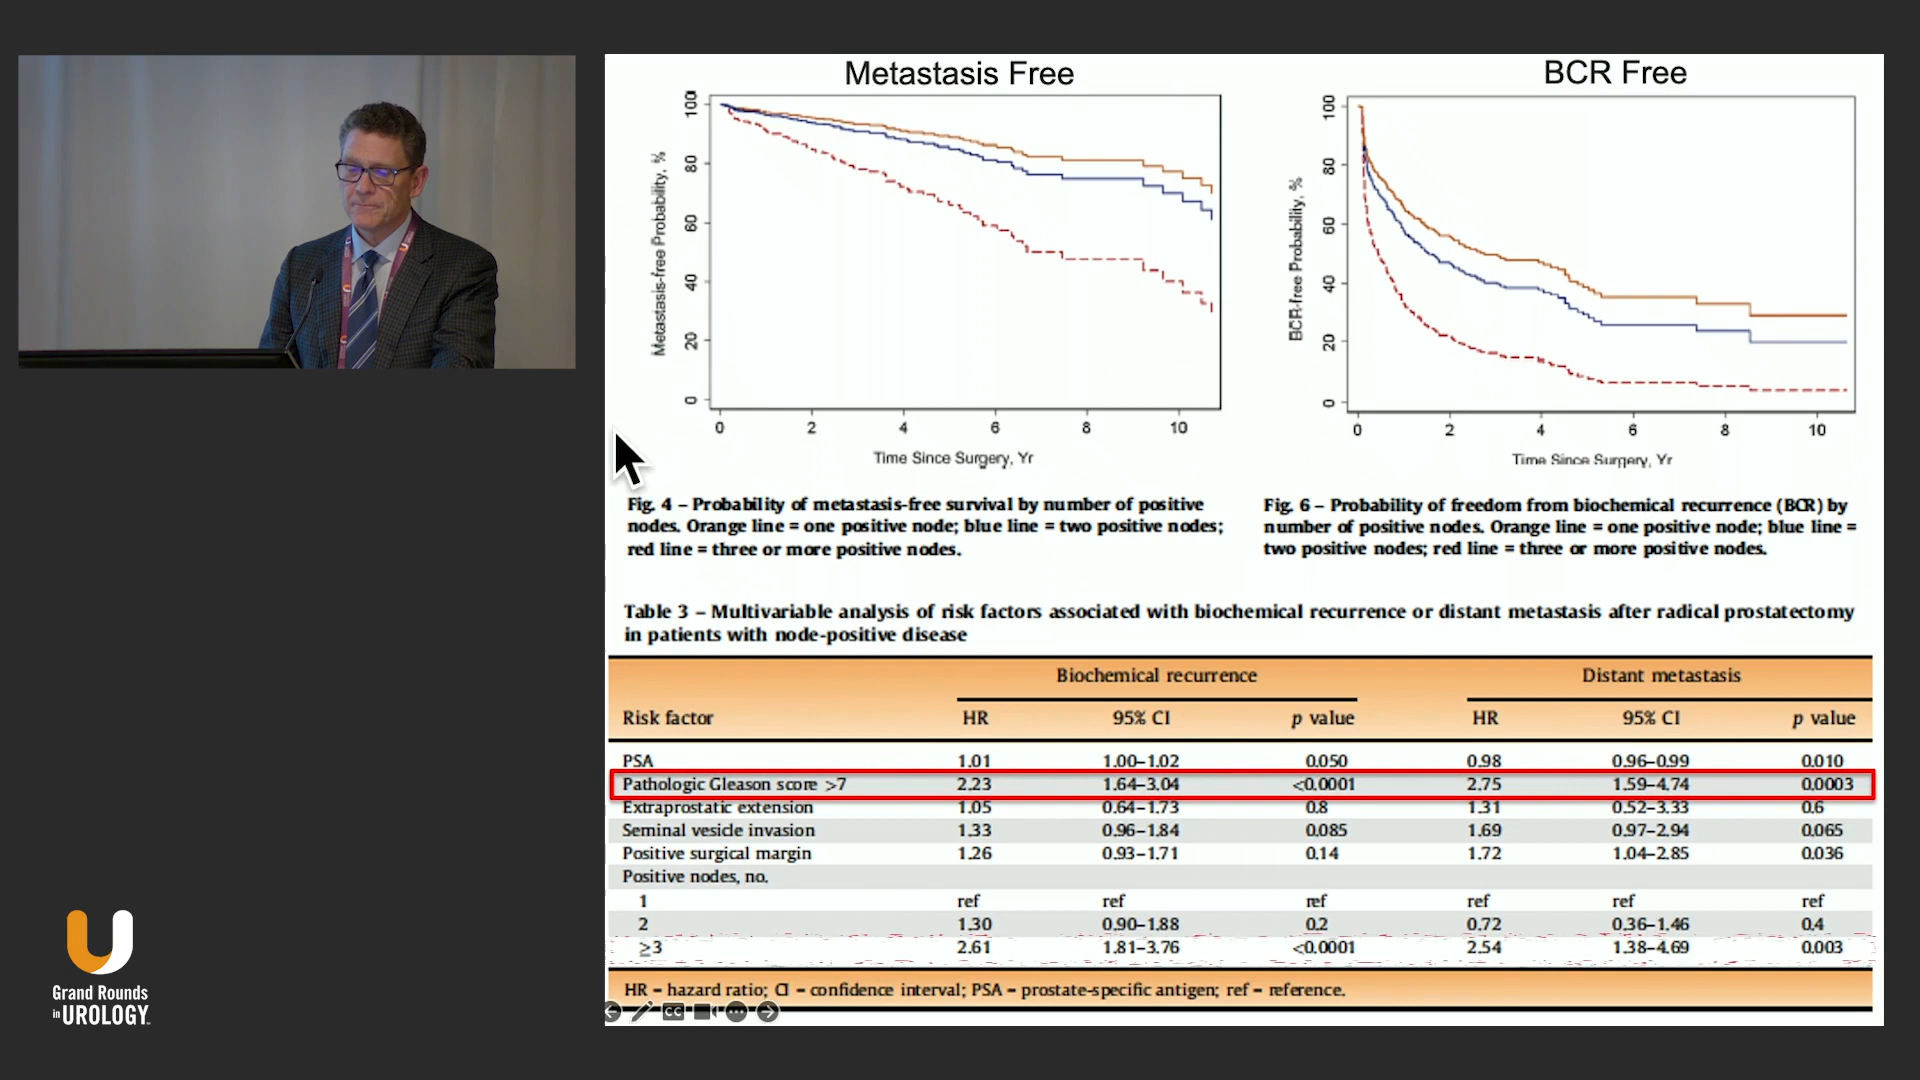 Metastasis Free
Metastasis-free Probability, %
100
80
60
40
20
0
0 2 4 6 8 10
Time Since Surgery, Yr
Fig. 4 – Probability of metastasis-free survival by number of positive
nodes. Orange line = one positive node; blue line = two positive nodes;
red line = three or more positive nodes.
BCR Free
BCR-free Probability, %
100
80
60
40
20
0
0 2 4 6 8 10
Time Since Surgery, Yr
Fig. 6 – Probability of freedom from biochemical recurrence (BCR) by
number of positive nodes. Orange line = one positive node; blue line =
two positive nodes; red line = three or more positive nodes.
Table 3 – Multivariable analysis of risk factors associated with biochemical recurrence or distant metastasis after radical prostatectomy
in patients with node-positive disease
Biochemical recurrence Distant metastasis
Risk factor HR 95% CI p value HR 95% CI p value
PSA 1.01 1.00–1.02 0.050 0.98 0.96–0.99 0.010
Pathologic Gleason score >7 2.23 1.64–3.04 <0.0001 2.75 1.59–4.74 0.0003
Extraprostatic extension 1.05 0.64–1.73 0.8 1.31 0.52–3.33 0.6
Seminal vesicle invasion 1.33 0.96–1.84 0.085 1.69 0.97–2.94 0.065
Positive surgical margin 1.26 0.93–1.71 0.14 1.72 1.04–2.85 0.036
Positive nodes, no.
1 ref ref ref ref ref ref
2 1.30 0.90–1.88 0.2 0.72 0.36–1.46 0.4
≥3 2.61 1.81–3.76 <0.0001 2.54 1.38–4.69 0.003
HR = hazard ratio; CI = confidence interval; PSA = prostate-specific antigen; ref = reference.
CC
Grand Rounds
in UROLOGY